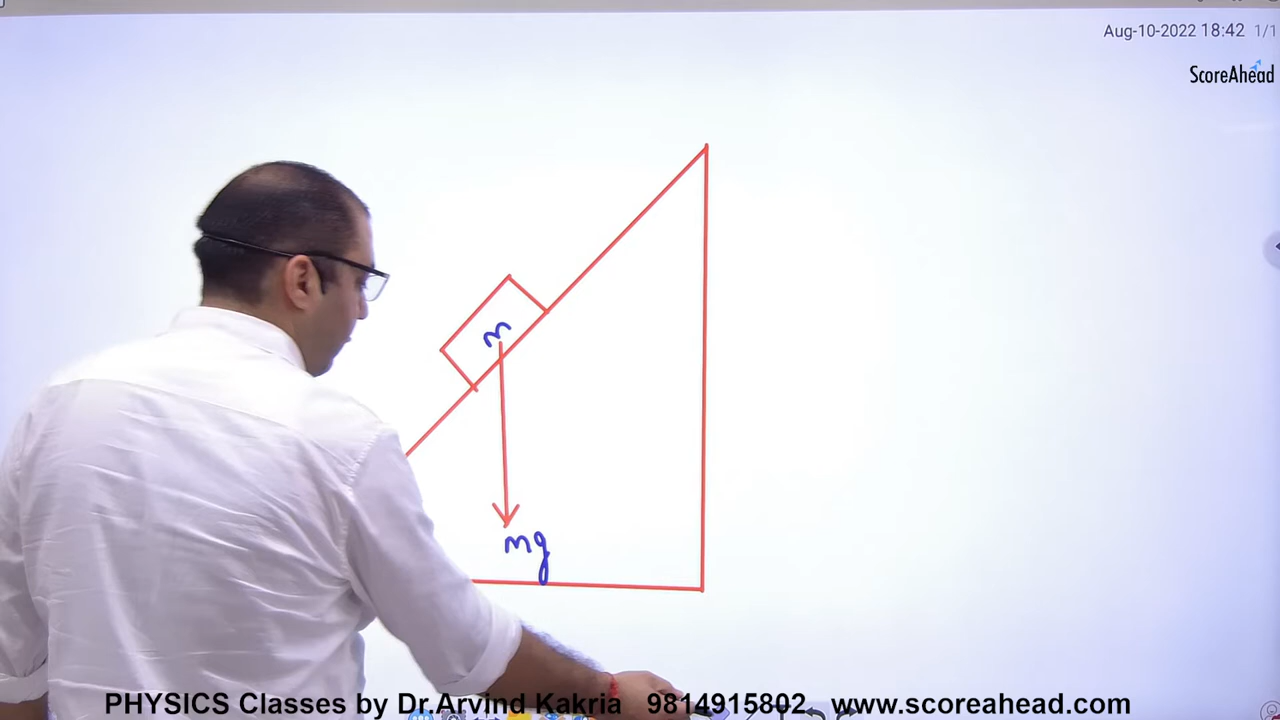 Aug-10-2022 18:42 1/1
ScoreAhead
m
mg
PHYSICS Classes by Dr.Arvind Kakria 9814915802 www.scoreahead.com